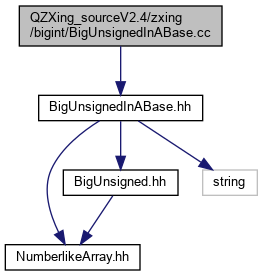 QZXing_sourceV2.4/zxing
/bigint/BigUnsignedInABase.cc
BigUnsignedInABase.hh
BigUnsigned.hh
string
NumberlikeArray.hh